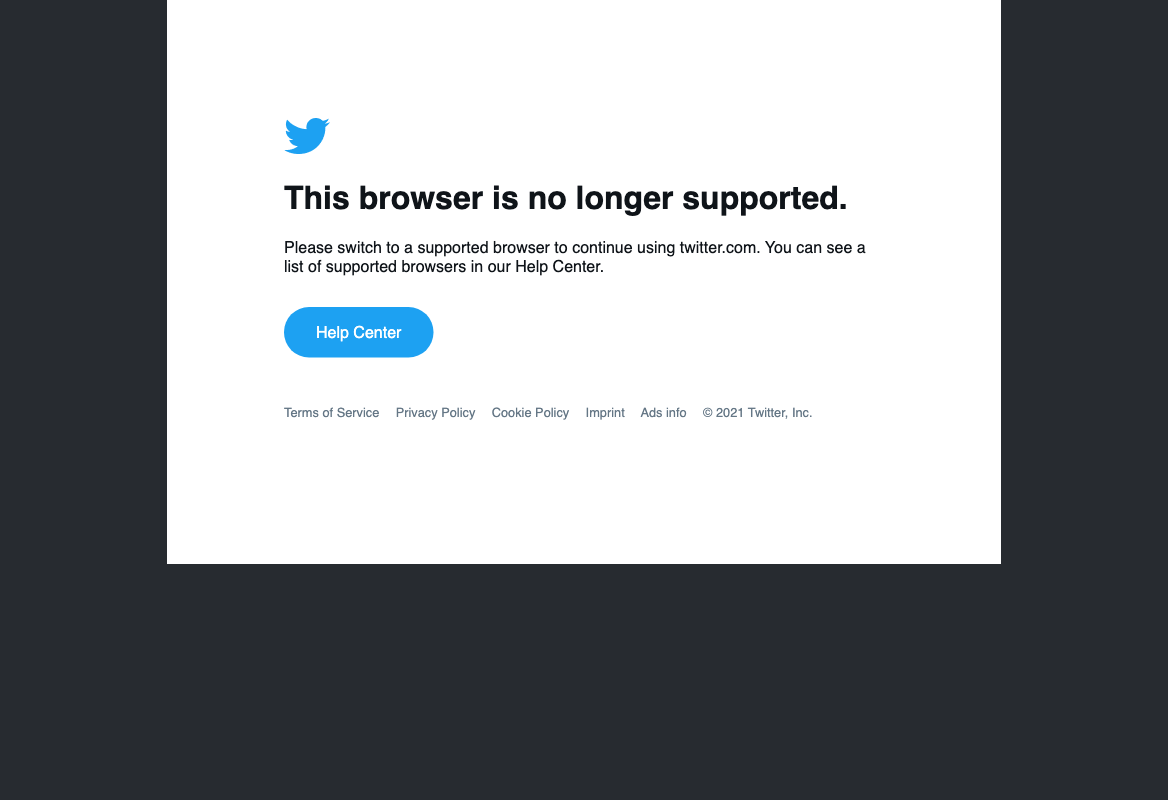 This browser is no longer supported.
Please switch to a supported browser to continue using twitter.com. You can see a
list of supported browsers in our Help Center.
Help Center
Terms of Service Privacy Policy Cookie Policy Imprint Ads info © 2021 Twitter, Inc.